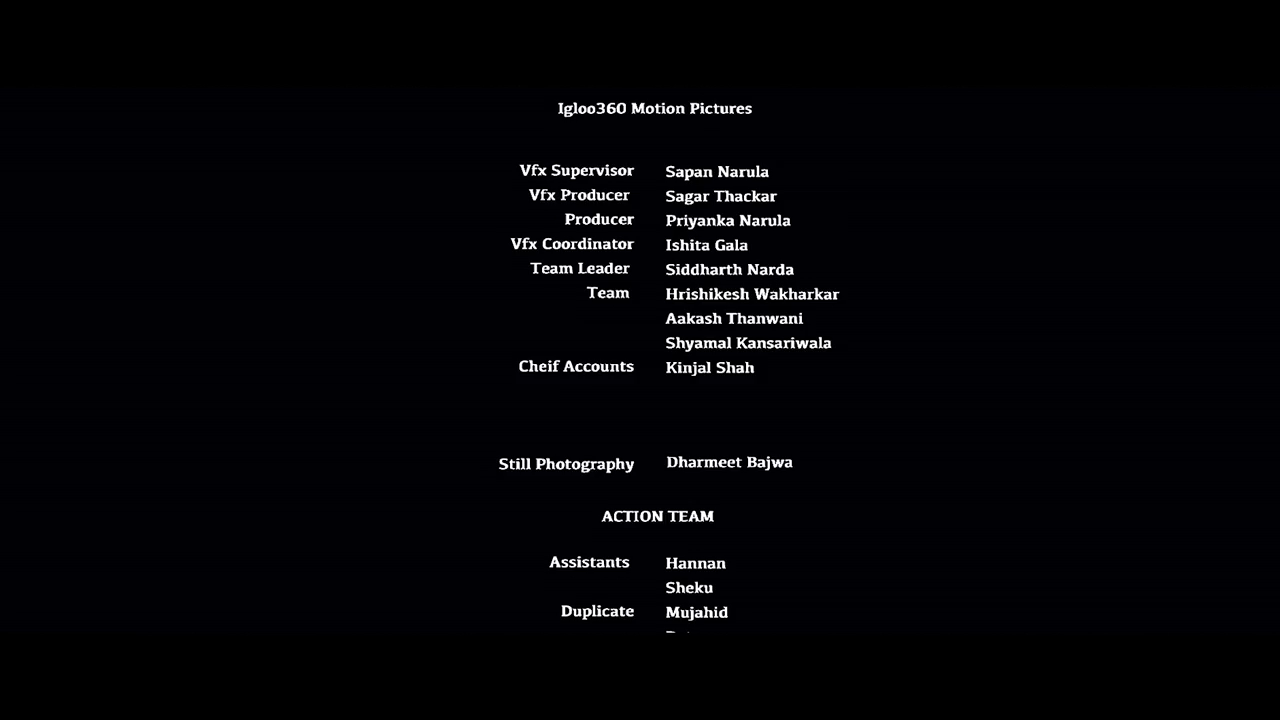 Igloo360 Motion Pictures
Vfx Supervisor Sapan Narula
Vfx Producer Sagar Thackar
Producer Priyanka Narula
Vfx Coordinator Ishita Gala
Team Leader Siddharth Narda
Team Hrishikesh Wakharkar
Aakash Thanwani
Shyamal Kansariwala
Cheif Accounts Kinjal Shah
Still Photography Dharmeet Bajwa
ACTION TEAM
Assistants Hannan
Sheku
Duplicate Mujahid